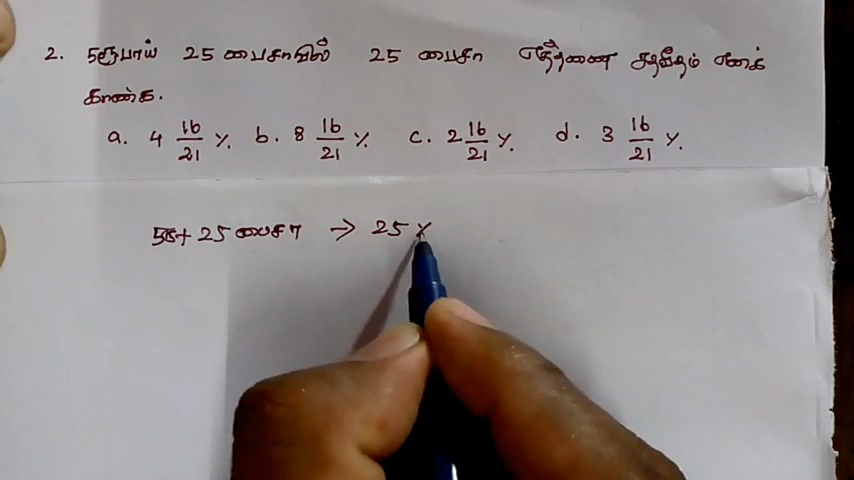 2. 5ரூபாய் 25 பைசாவில் 25 பைசா எத்தனை சதவீதம் எனக்
காண்க.
a. 4 16/21 %. b. 8 16/21 % c. 2 16/21 %. d. 3 16/21 %.
5ரூ + 25 பைசா → 25 %